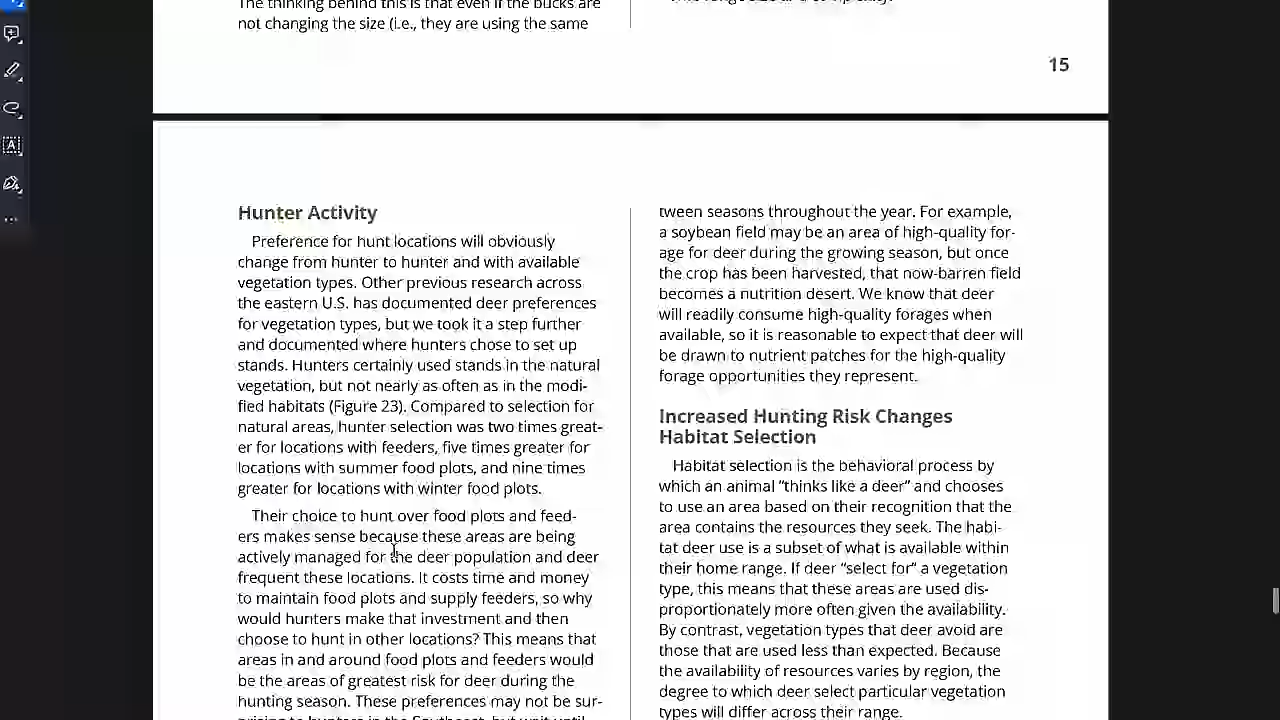 The thinking behind this is that even if the bucks are
not changing the size (i.e., they are using the same
15
Hunter Activity
Preference for hunt locations will obviously
change from hunter to hunter and with available
vegetation types. Other previous research across
the eastern U.S. has documented deer preferences
for vegetation types, but we took it a step further
and documented where hunters chose to set up
stands. Hunters certainly used stands in the natural
vegetation, but not nearly as often as in the modi-
fied habitats (Figure 23). Compared to selection for
natural areas, hunter selection was two times great-
er for locations with feeders, five times greater for
locations with summer food plots, and nine times
greater for locations with winter food plots.
Their choice to hunt over food plots and feed-
ers makes sense because these areas are being
actively managed for the deer population and deer
frequent these locations. It costs time and money
to maintain food plots and supply feeders, so why
would hunters make that investment and then
choose to hunt in other locations? This means that
areas in and around food plots and feeders would
be the areas of greatest risk for deer during the
hunting season. These preferences may not be sur-
prising to hunters in the Southeast, but wait until
tween seasons throughout the year. For example,
a soybean field may be an area of high-quality for-
age for deer during the growing season, but once
the crop has been harvested, that now-barren field
becomes a nutrition desert. We know that deer
will readily consume high-quality forages when
available, so it is reasonable to expect that deer will
be drawn to nutrient patches for the high-quality
forage opportunities they represent.
Increased Hunting Risk Changes
Habitat Selection
Habitat selection is the behavioral process by
which an animal “thinks like a deer” and chooses
to use an area based on their recognition that the
area contains the resources they seek. The habi-
tat deer use is a subset of what is available within
their home range. If deer “select for” a vegetation
type, this means that these areas are used dis-
proportionately more often given the availability.
By contrast, vegetation types that deer avoid are
those that are used less than expected. Because
the availability of resources varies by region, the
degree to which deer select particular vegetation
types will differ across their range.